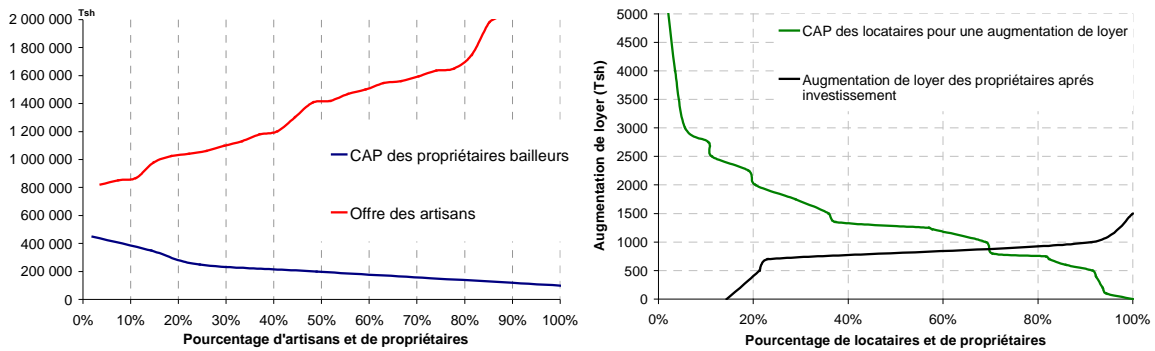 Tsh
2 000 000
1 800 000
1 600 000
1 400 000
1 200 000
1 000 000
800 000
600 000
400 000
200 000
0
CAP des propriétaires bailleurs
Offre des artisans
0% 10% 20% 30% 40% 50% 60% 70% 80% 90% 100%
Pourcentage d'artisans et de propriétaires
Augmentation de loyer (Tsh)
5000
4500
4000
3500
3000
2500
2000
1500
1000
500
0
CAP des locataires pour une augmentation de loyer
Augmentation de loyer des propriétaires aprés
investissement
0% 20% 40% 60% 80% 100%
Pourcentage de locataires et de propriétaires